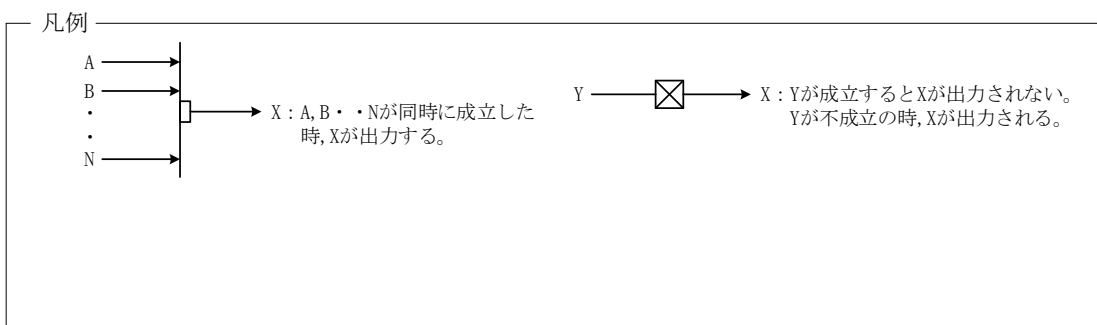 凡例
A
B
・
・
N
X：A,B・・Nが同時に成立した
時,Xが出力する。
Y
X：Yが成立するとXが出力されない。
Yが不成立の時,Xが出力される。